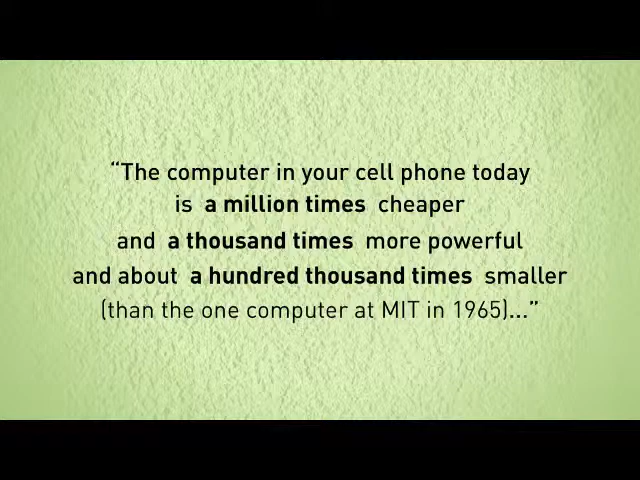 “The computer in your cell phone today
is a million times cheaper
and a thousand times more powerful
and about a hundred thousand times smaller
(than the one computer at MIT in 1965)...”